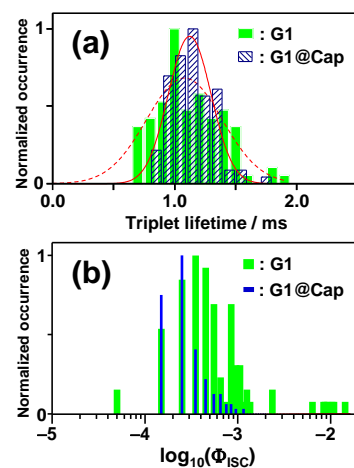 (a)
: G1
: G1@Cap
Normalized occurrence
1
0
0.0
1.0
2.0
Triplet lifetime / ms
(b)
: G1
: G1@Cap
Normalized occurrence
1
0
−5
−4
−3
−2
log10(ΦISC)